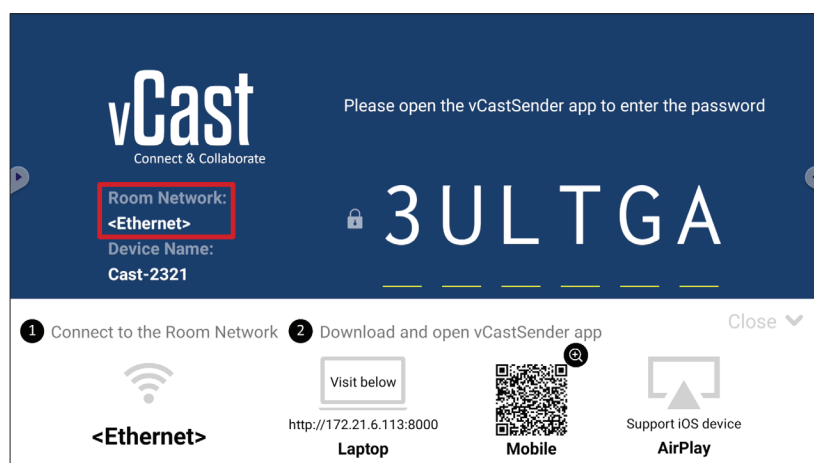 vCast
Connect & Collaborate
Please open the vCastSender app to enter the password
Room Network:
<Ethernet>
Device Name:
Cast-2321
3ULTGA
1 Connect to the Room Network
2 Download and open vCastSender app
Close
<Ethernet>
Visit below
http://172.21.6.113:8000
Laptop
Mobile
Support iOS device
AirPlay